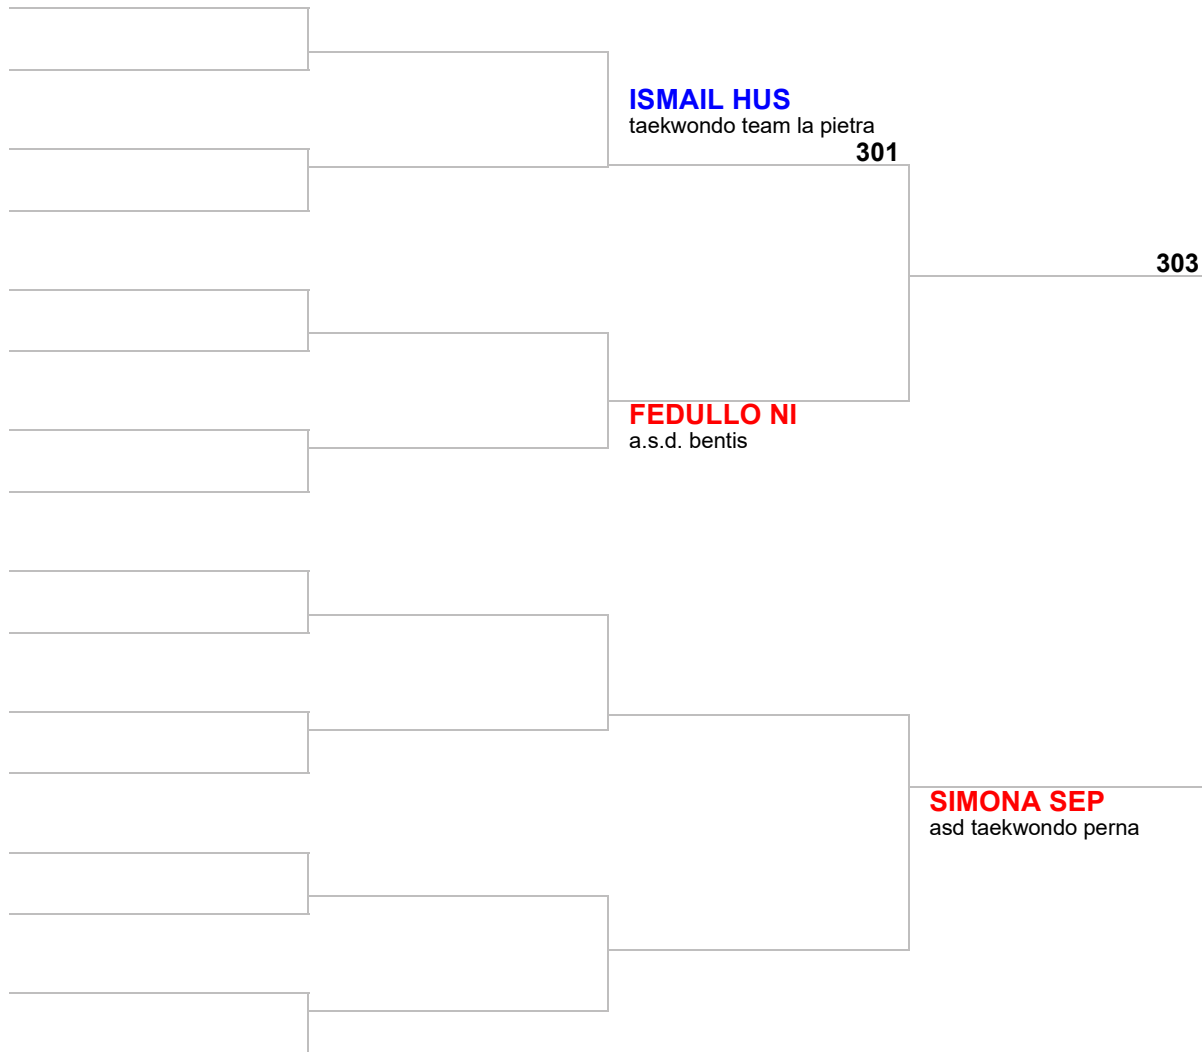 ISMAIL HUS
taekwondo team la pietra
301
303
FEDULLO NI
a.s.d. bentis
SIMONA SEP
asd taekwondo perna